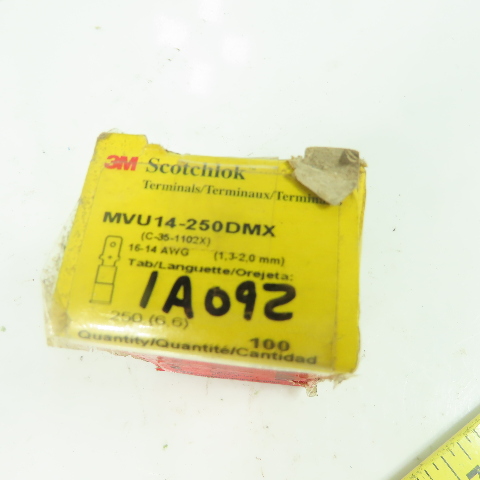 3M Scotchlok
Terminals/Terminaux/
MVU14-250DMX
(C-35-1102X)
16-14 AWG (1,3-2,0 mm)
Tab/Languette/Orejeta:
1A092
250 (6,6) 100
Quantity/Quantité/Cantidad